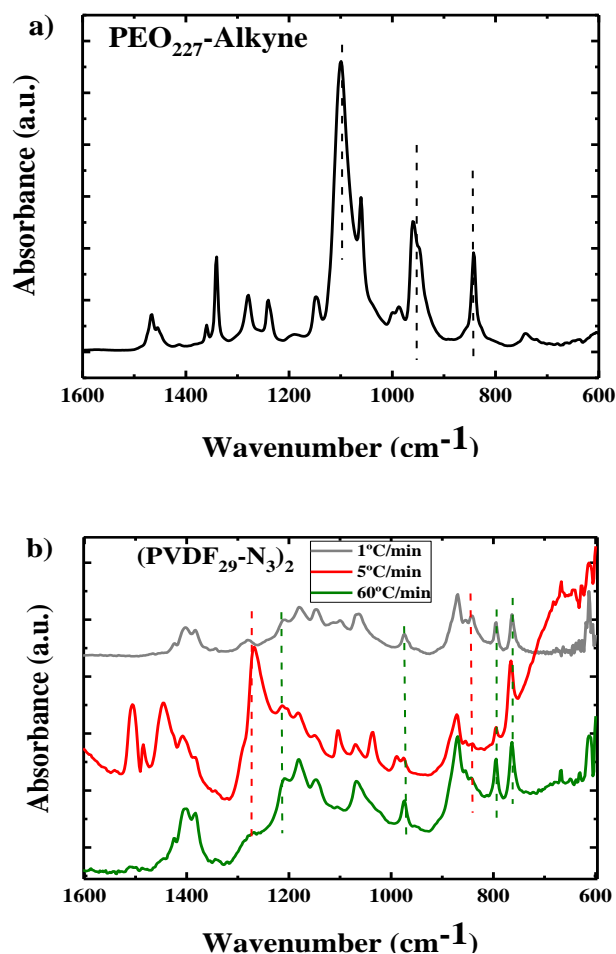 a)
PEO₂₂₇-Alkyne
Absorbance (a.u.)
1600 1400 1200 1000 800 600
Wavenumber (cm⁻¹)
b)
(PVDF₂₉-N₃)₂
1ºC/min
5ºC/min
60ºC/min
Absorbance (a.u.)
1600 1400 1200 1000 800 600
Wavenumber (cm⁻¹)